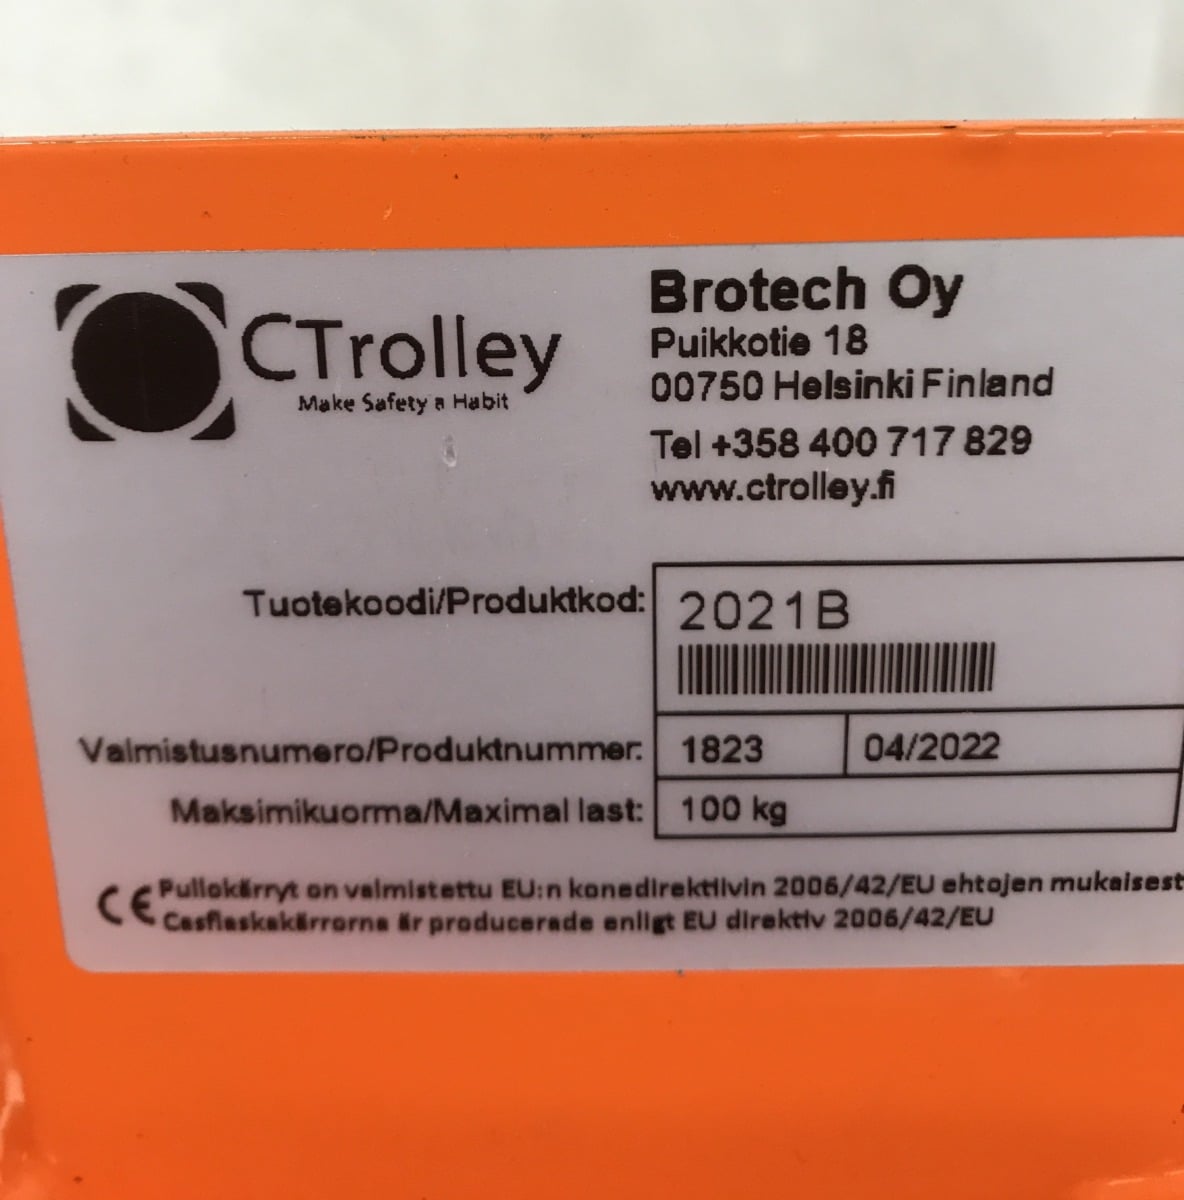 CTrolley
Make Safety a Habit
Brotech Oy
Puikkotie 18
00750 Helsinki Finland
Tel +358 400 717 829
www.ctrolley.fi
Tuotekoodi/Produktkod: 2021B
Valmistusnumero/Produktnummer: 1823 04/2022
Maksimikuorma/Maximal last: 100 kg
CE Pullokärryt on valmistettu EU:n konedirektiivin 2006/42/EU ehtojen mukaisest
Casflaskakärrorna är producerade enligt EU direktiv 2006/42/EU